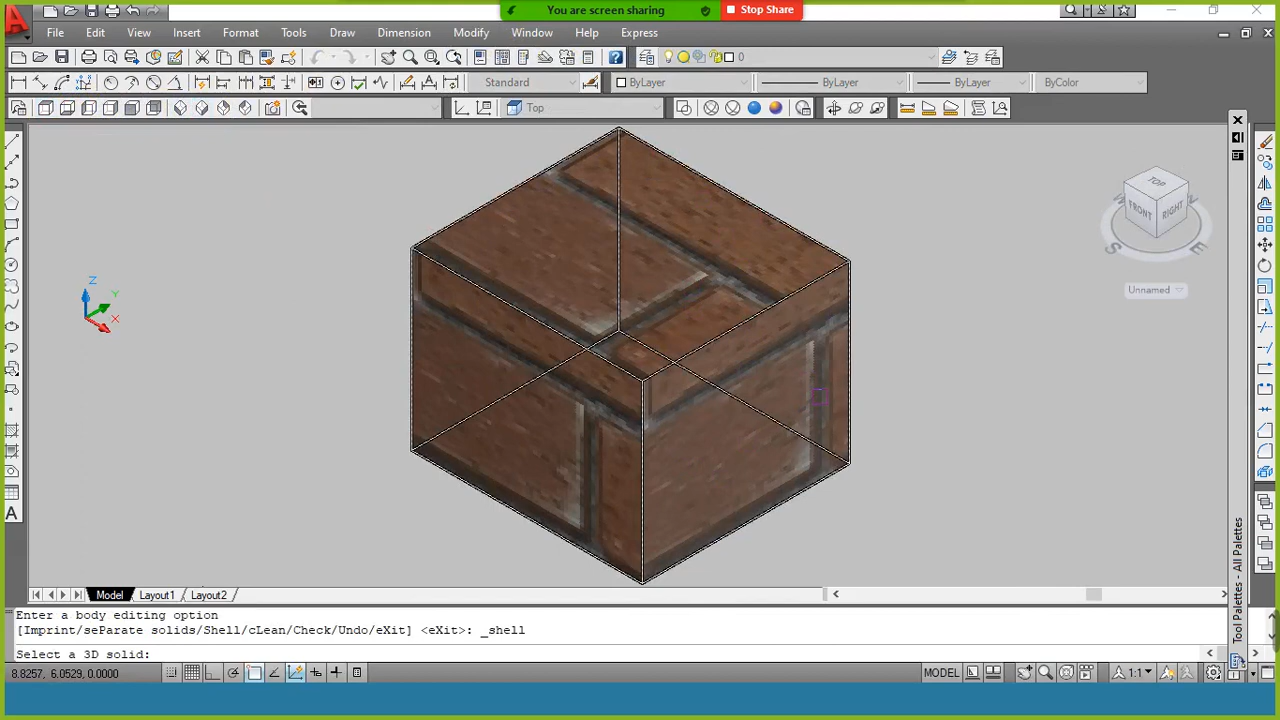 You are screen sharing Stop Share
File Edit View Insert Format Tools Draw Dimension Modify Window Help Express
0
Standard ByLayer ByLayer ByLayer ByColor
Top
TOP
FRONT RIGHT
S E
Unnamed
Z
Y
X
A
Model Layout1 Layout2
Enter a body editing option
[Imprint/seParate solids/Shell/cLean/Check/Undo/eXit] <eXit>: _shell
Select a 3D solid:
8.8257, 6.0529, 0.0000 MODEL 1:1
Tool Palettes - All Palettes